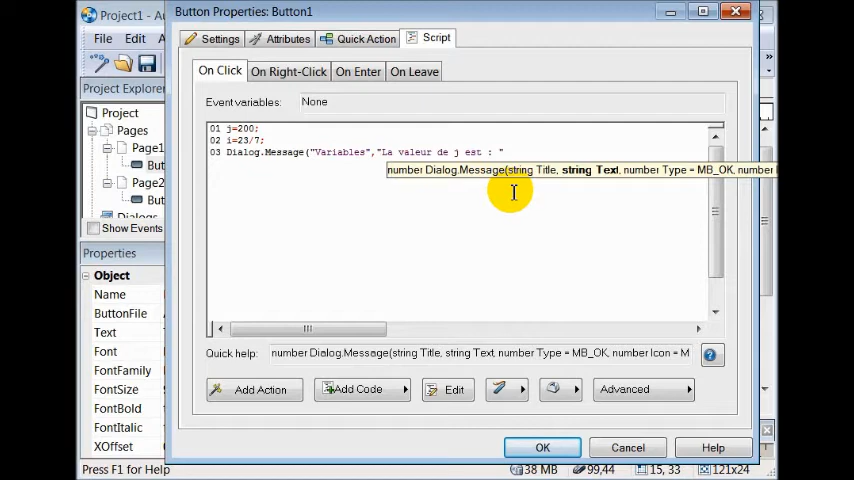 Project1 - Au
Button Properties: Button1
File Edit
Settings Attributes Quick Action Script
On Click On Right-Click On Enter On Leave
Project Explorer
Event variables: None
Project
Pages
Page1
Page2
Dialogs
Show Events
01 j=200;
02 i=23/7;
03 Dialog.Message("Variables","La valeur de j est : "
number Dialog.Message(string Title, string Text, number Type = MB_OK, number I
Properties
Object
Name
ButtonFile
Text
Font
FontFamily
FontSize
FontBold
FontItalic
XOffset
Quick help: number Dialog.Message(string Title, string Text, number Type = MB_OK, number Icon = M
Add Action Add Code Edit Advanced
OK Cancel Help
Press F1 for Help
38 MB 99,44 15, 33 121x24